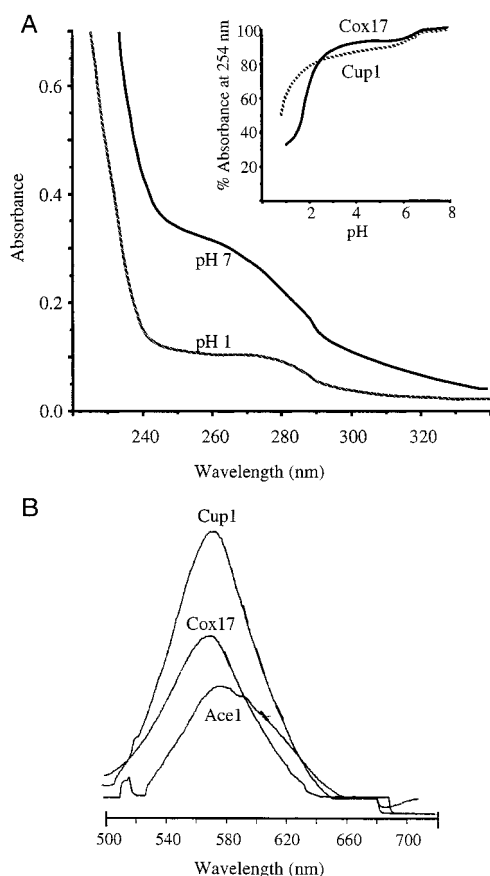 A
0.6
0.4
0.2
0.0
Absorbance
pH 7
pH 1
240 260 280 300 320
Wavelength (nm)
% Absorbance at 254 nm
100
80
60
40
20
Cox17
Cup1
2 4 6 8
pH
B
Cup1
Cox17
Ace1
500 540 580 620 660 700
Wavelength (nm)